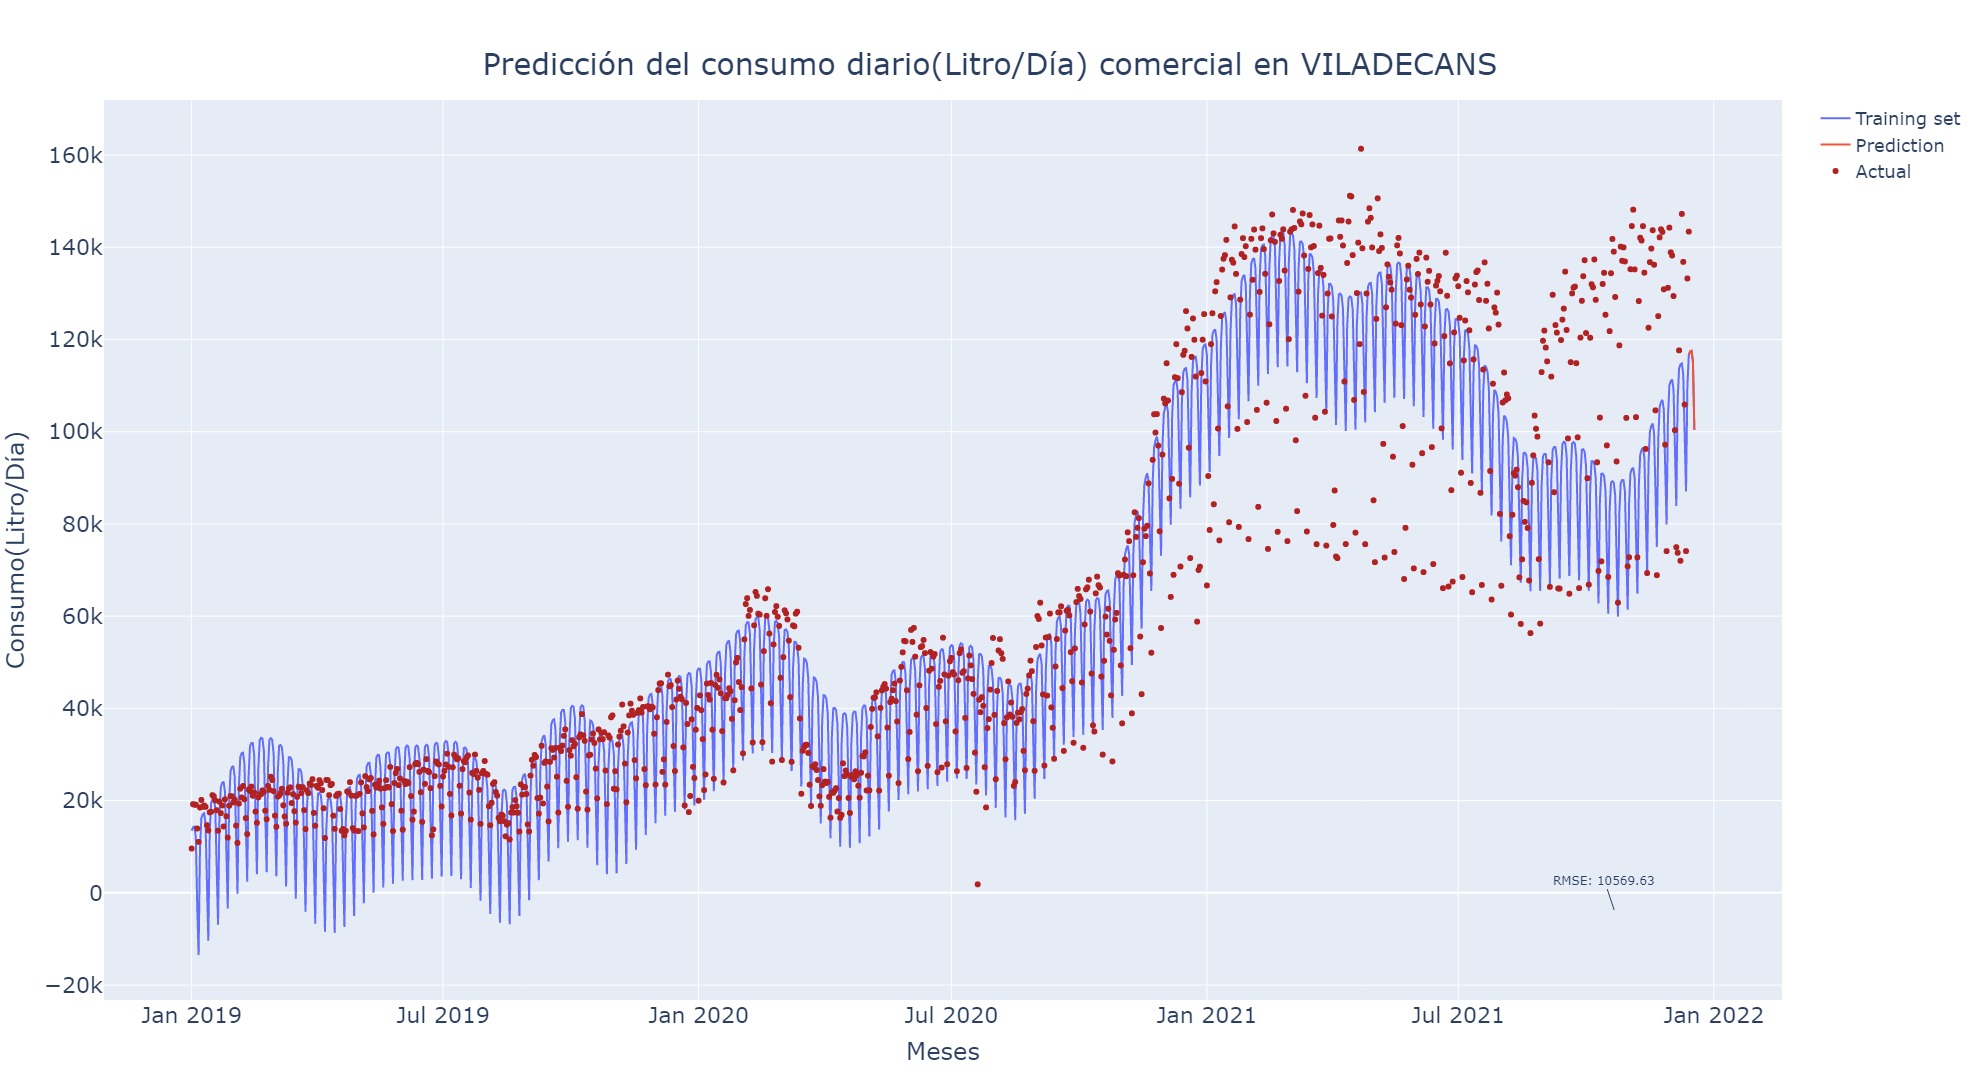 Predicción del consumo diario(Litro/Día) comercial en VILADECANS
Training set
Prediction
Actual
Consumo(Litro/Día)
160k
140k
120k
100k
80k
60k
40k
20k
0
−20k
RMSE: 10569.63
Jan 2019
Jul 2019
Jan 2020
Jul 2020
Jan 2021
Jul 2021
Jan 2022
Meses